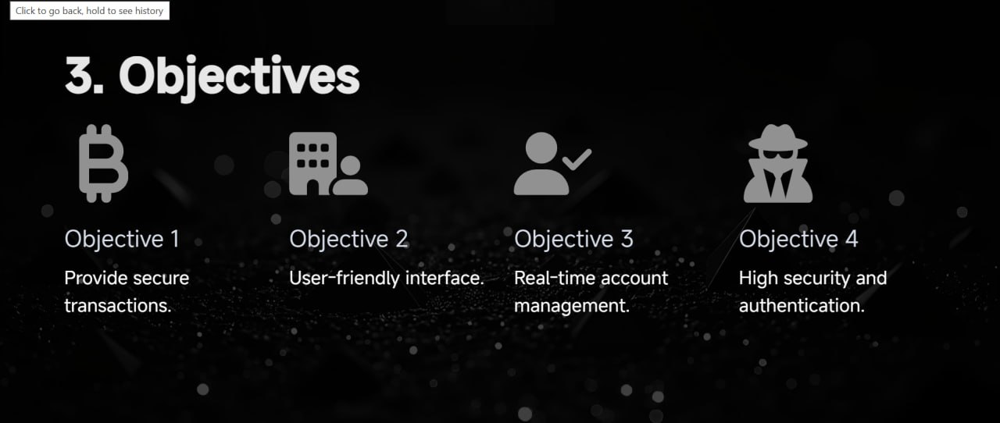 Click to go back, hold to see history
3. Objectives
Objective 1
Provide secure
transactions.
Objective 2
User-friendly interface.
Objective 3
Real-time account
management.
Objective 4
High security and
authentication.